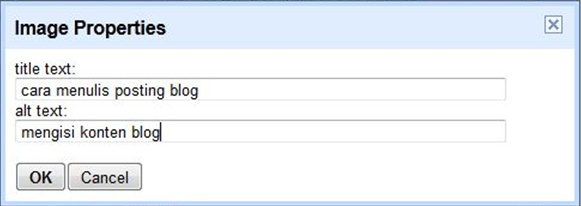 Image Properties
title text:
cara menulis posting blog
alt text:
mengisi konten blog
OK Cancel